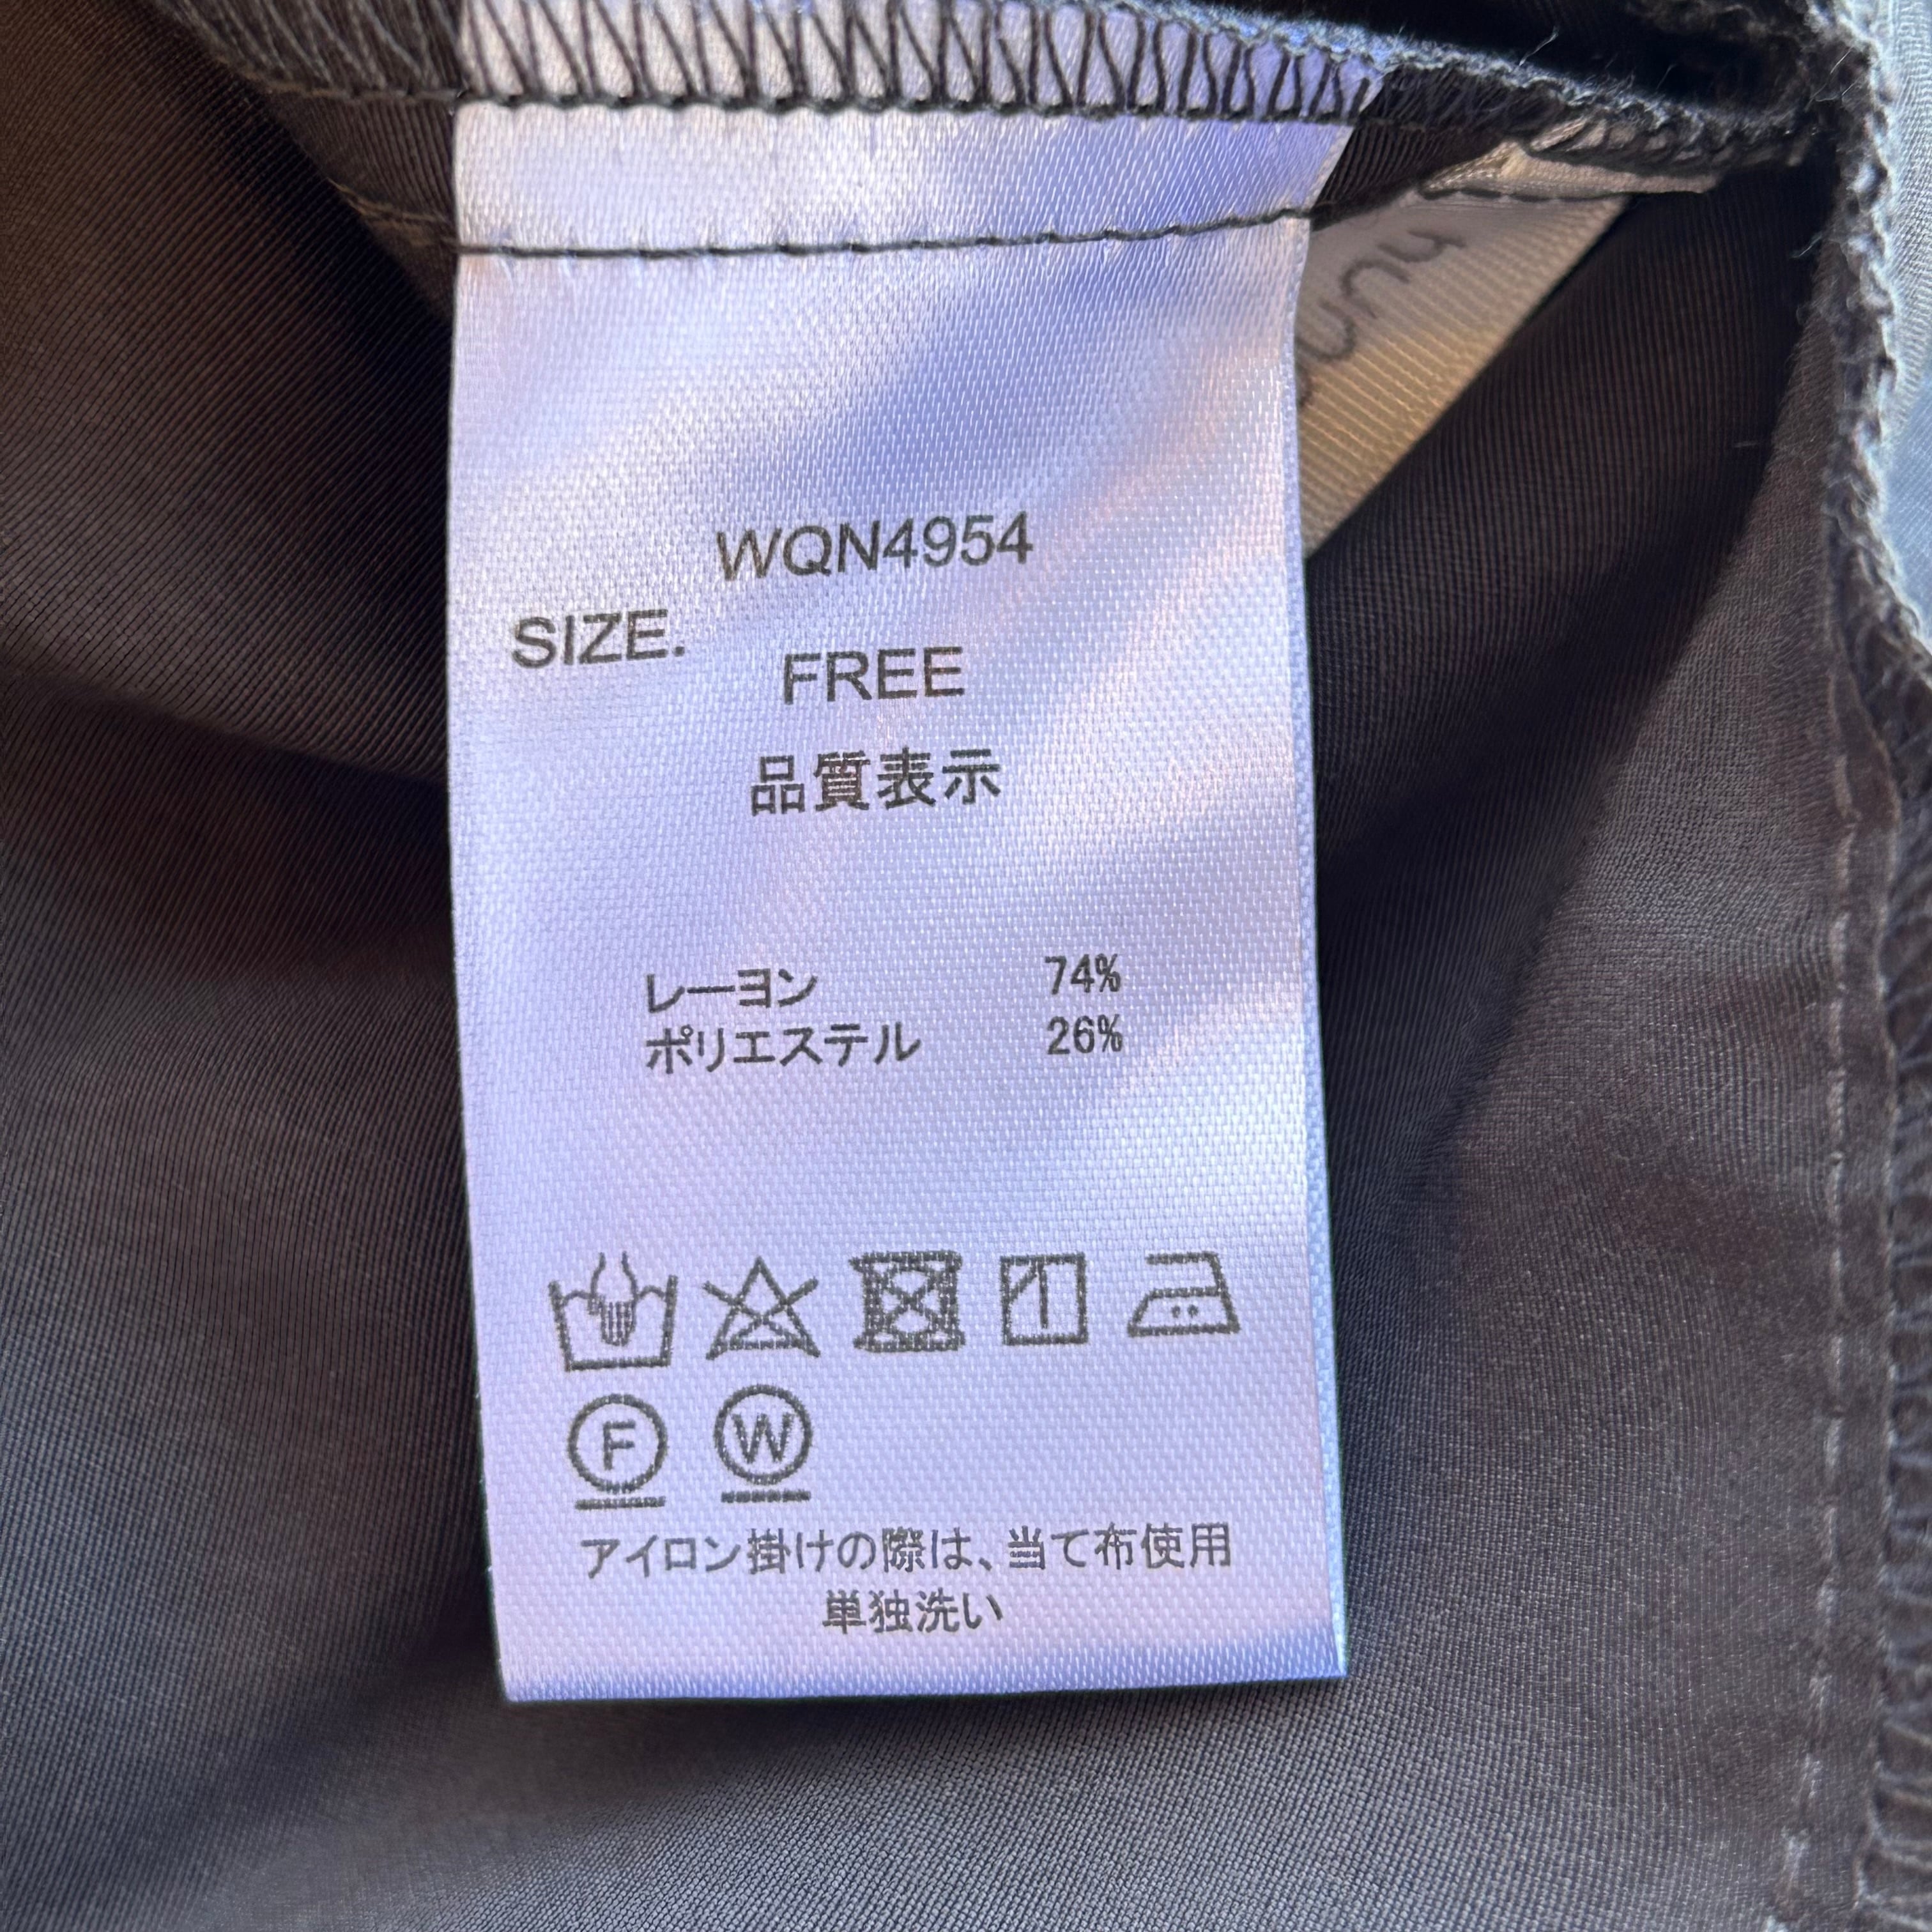 WQN4954
SIZE.
FREE
品質表示
レーヨン 74%
ポリエステル 26%
F W
アイロン掛けの際は、当て布使用
単独洗い